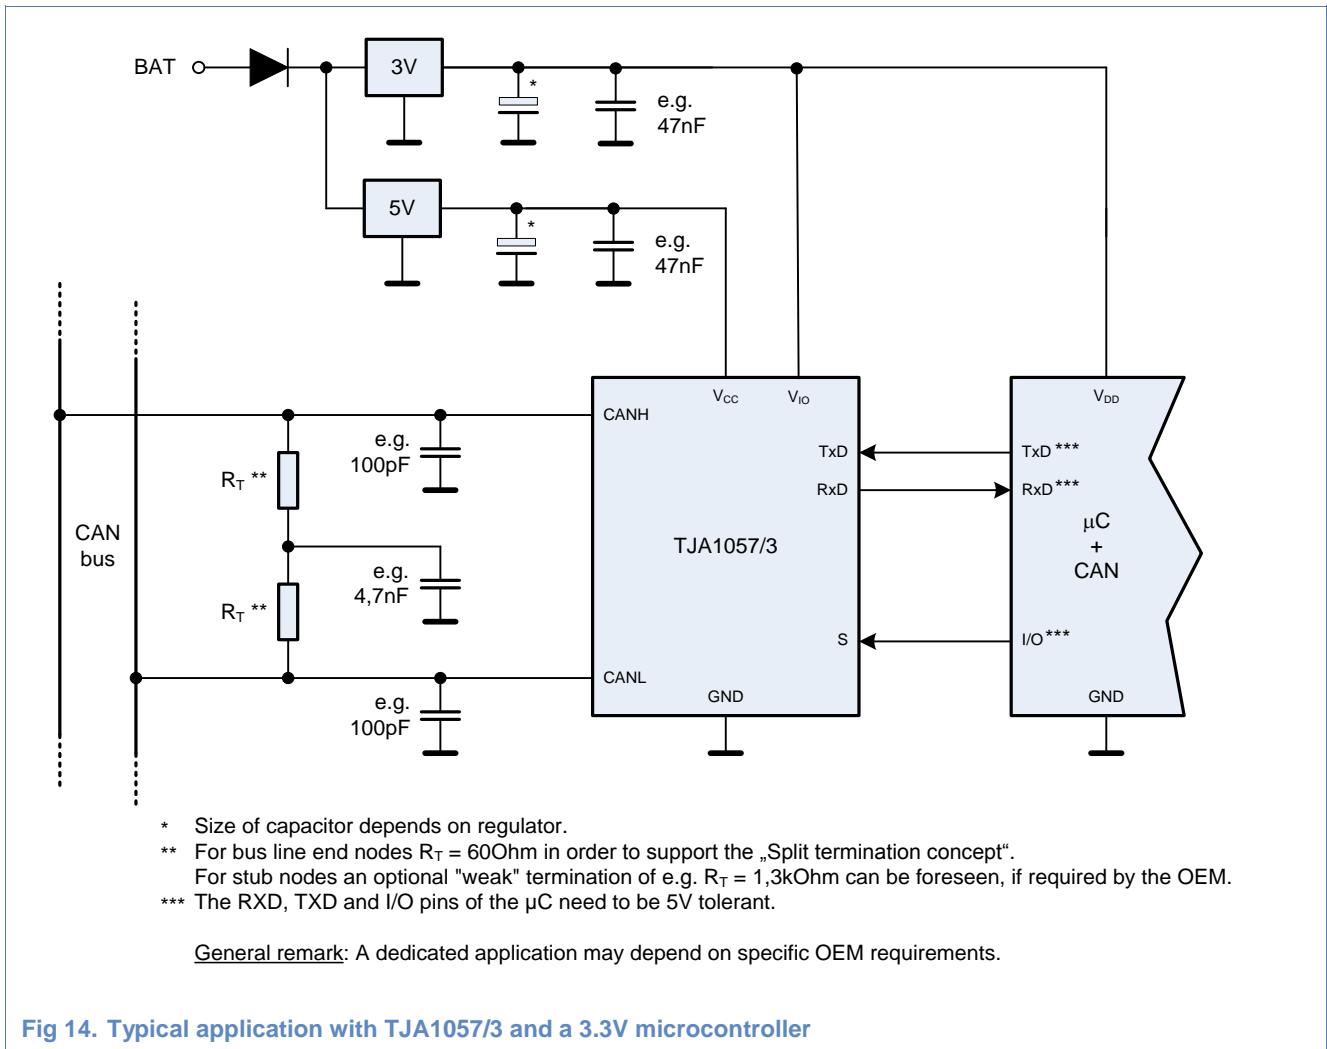 BAT
3V
*
e.g.
47nF
5V
*
e.g.
47nF
CANH
VCC
VIO
VDD
e.g.
100pF
TxD
TxD***
RT **
RxD
RxD***
CAN
bus
TJA1057/3
µC
+
CAN
e.g.
4,7nF
RT **
S
I/O***
CANL
e.g.
100pF
GND
GND
* Size of capacitor depends on regulator.
** For bus line end nodes RT = 60Ohm in order to support the „Split termination concept“.
For stub nodes an optional "weak" termination of e.g. RT = 1,3kOhm can be foreseen, if required by the OEM.
*** The RXD, TXD and I/O pins of the µC need to be 5V tolerant.
General remark: A dedicated application may depend on specific OEM requirements.
Fig 14. Typical application with TJA1057/3 and a 3.3V microcontroller